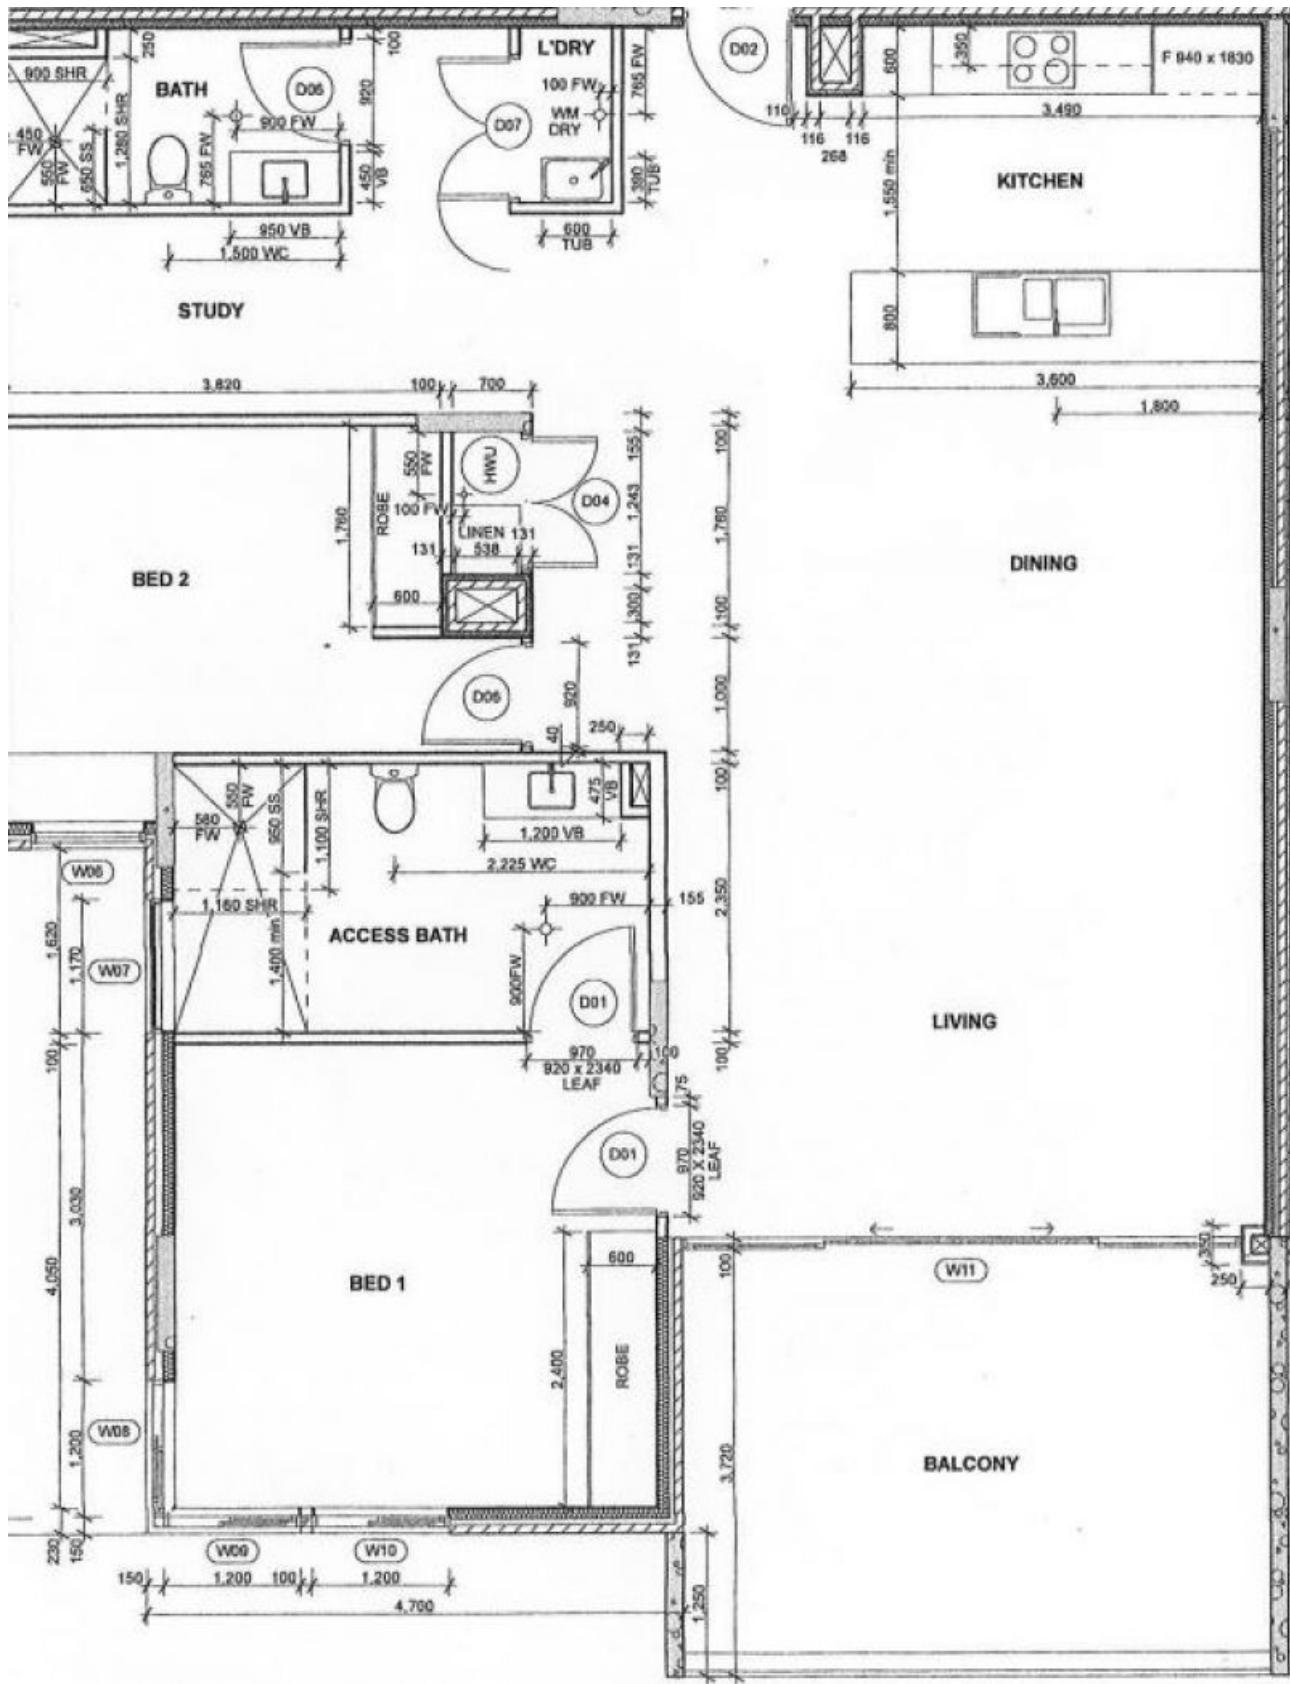 250
100
L'DRY
D02
350
600
F 940 x 1830
900 SHR
BATH
D06
920
765 FW
100 FW
WM
DRY
D07
110
116
116
268
3,490
450
FW
550
FW
650 SS
1,280 SHR
765 FW
900 FW
450
VB
380
TUB
1,550 min
KITCHEN
950 VB
1,500 WC
600
TUB
STUDY
800
3,820
100
700
3,600
1,800
550
FW
HWU
155
100
1,760
ROBE
100 FW
D04
1,243
1,760
LINEN
131
131
538
131
BED 2
DINING
600
300
100
131
D05
920
1,000
250
40
100
550
FW
580
FW
950 SS
1,100 SHR
475
VB
1,200 VB
W06
2,225 WC
900 FW
155
2,350
1,160 SHR
1,620
1,170
W07
1,400 min
ACCESS BATH
900FW
D01
LIVING
100
970
100
920 x 2340
LEAF
100
75
D01
970
920 X 2340
LEAF
3,030
4,050
BED 1
600
100
W11
350
250
2,400
ROBE
W08
1,200
3,720
BALCONY
230
150
W09
W10
150
1,200
100
1,200
4,700
1,250